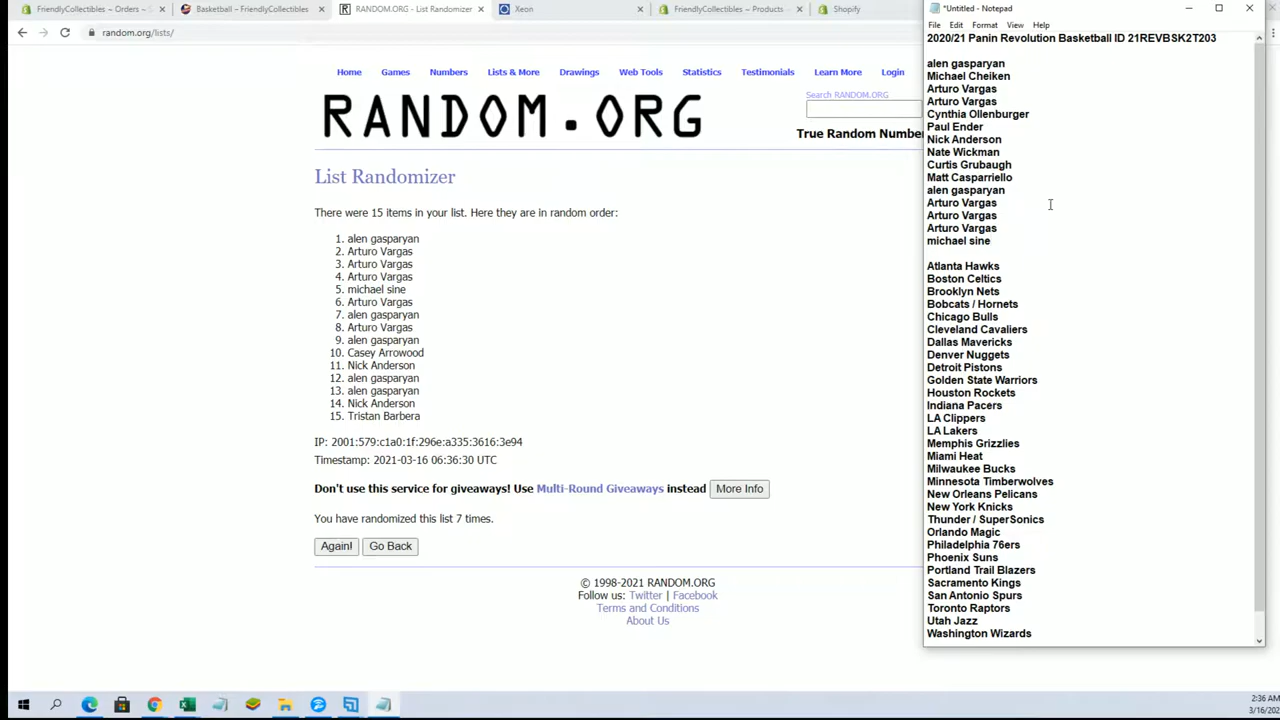 FriendlyCollectibles ~ Orders ~ S
Basketball – FriendlyCollectibles
RANDOM.ORG - List Randomizer
Xeon
FriendlyCollectibles ~ Products ~
Shopify
random.org/lists/
Home Games Numbers Lists & More Drawings Web Tools Statistics Testimonials Learn More Login
RANDOM.ORG
Search RANDOM.ORG
True Random Number
List Randomizer
There were 15 items in your list. Here they are in random order:
1. alen gasparyan
2. Arturo Vargas
3. Arturo Vargas
4. Arturo Vargas
5. michael sine
6. Arturo Vargas
7. alen gasparyan
8. Arturo Vargas
9. alen gasparyan
10. Casey Arrowood
11. Nick Anderson
12. alen gasparyan
13. alen gasparyan
14. Nick Anderson
15. Tristan Barbera
IP: 2001:579:c1a0:1f:296e:a335:3616:3e94
Timestamp: 2021-03-16 06:36:30 UTC
Don't use this service for giveaways! Use Multi-Round Giveaways instead More Info
You have randomized this list 7 times.
Again! Go Back
© 1998-2021 RANDOM.ORG
Follow us: Twitter | Facebook
Terms and Conditions
About Us
*Untitled - Notepad
File Edit Format View Help
2020/21 Panin Revolution Basketball ID 21REVBSK2T203
alen gasparyan
Michael Cheiken
Arturo Vargas
Arturo Vargas
Cynthia Ollenburger
Paul Ender
Nick Anderson
Nate Wickman
Curtis Grubaugh
Matt Casparriello
alen gasparyan
Arturo Vargas
Arturo Vargas
Arturo Vargas
michael sine
Atlanta Hawks
Boston Celtics
Brooklyn Nets
Bobcats / Hornets
Chicago Bulls
Cleveland Cavaliers
Dallas Mavericks
Denver Nuggets
Detroit Pistons
Golden State Warriors
Houston Rockets
Indiana Pacers
LA Clippers
LA Lakers
Memphis Grizzlies
Miami Heat
Milwaukee Bucks
Minnesota Timberwolves
New Orleans Pelicans
New York Knicks
Thunder / SuperSonics
Orlando Magic
Philadelphia 76ers
Phoenix Suns
Portland Trail Blazers
Sacramento Kings
San Antonio Spurs
Toronto Raptors
Utah Jazz
Washington Wizards
2:36 AM
3/16/202